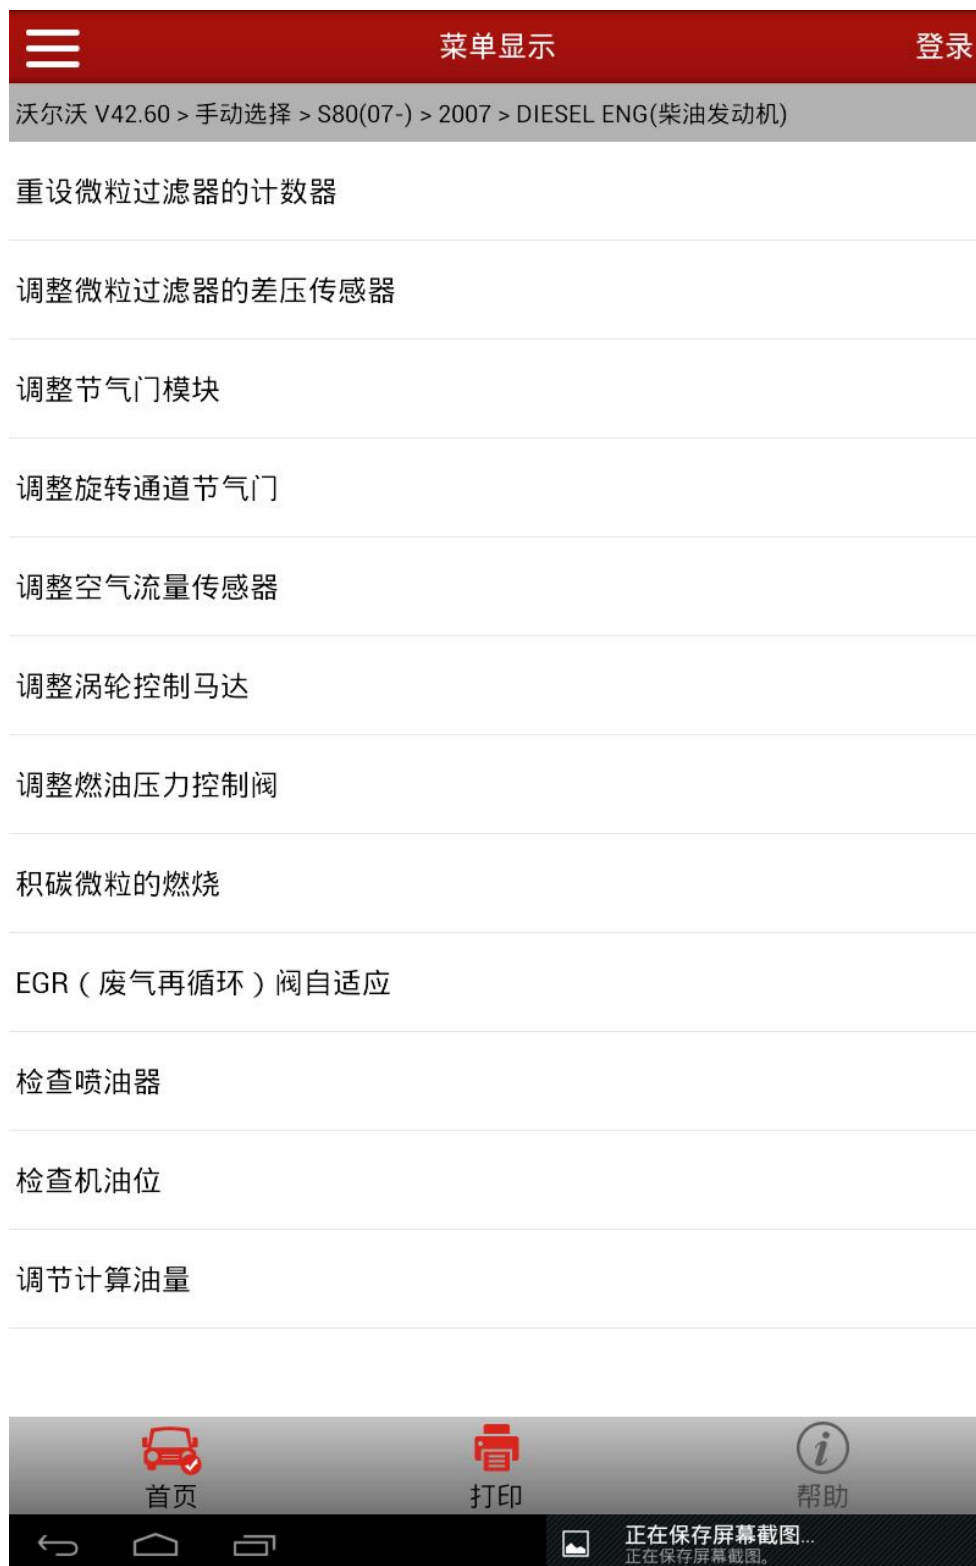 菜单显示
登录
沃尔沃 V42.60 > 手动选择 > S80(07-) > 2007 > DIESEL ENG(柴油发动机)
重设微粒过滤器的计数器
调整微粒过滤器的差压传感器
调整节气门模块
调整旋转通道节气门
调整空气流量传感器
调整涡轮控制马达
调整燃油压力控制阀
积碳微粒的燃烧
EGR（废气再循环）阀自适应
检查喷油器
检查机油位
调节计算油量
首页
打印
帮助
正在保存屏幕截图...
正在保存屏幕截图。